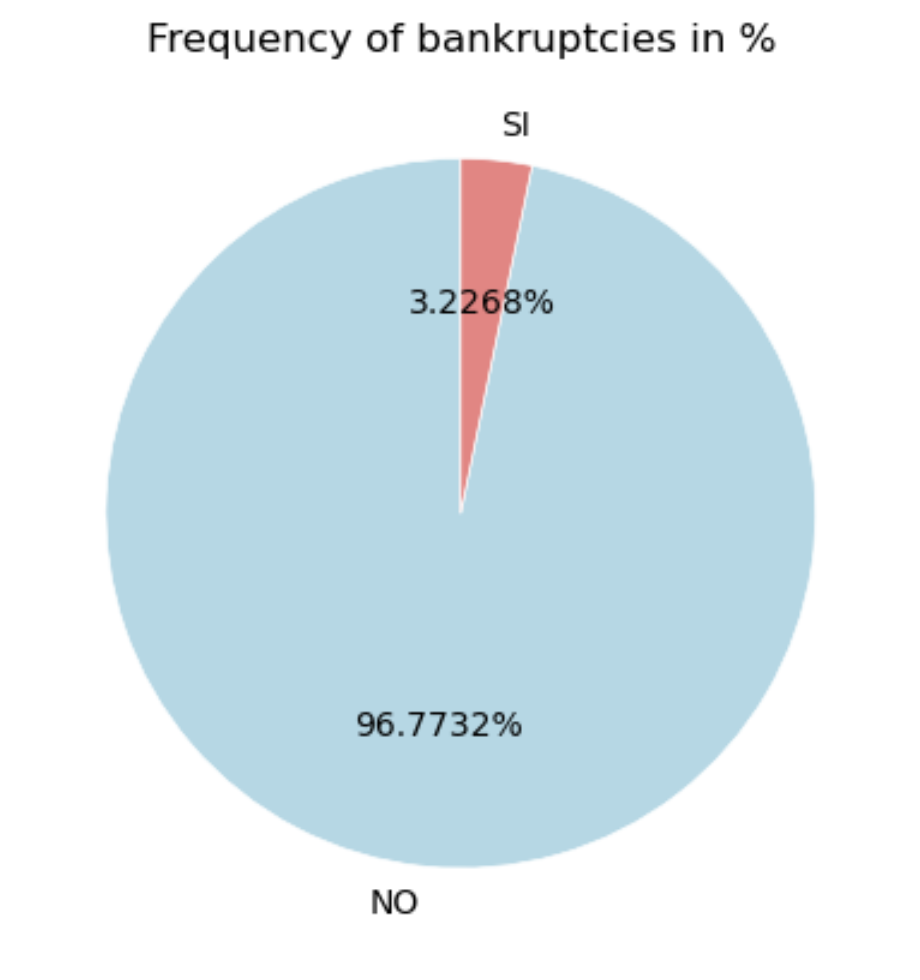 Frequency of bankruptcies in %
SI
3.2268%
96.7732%
NO